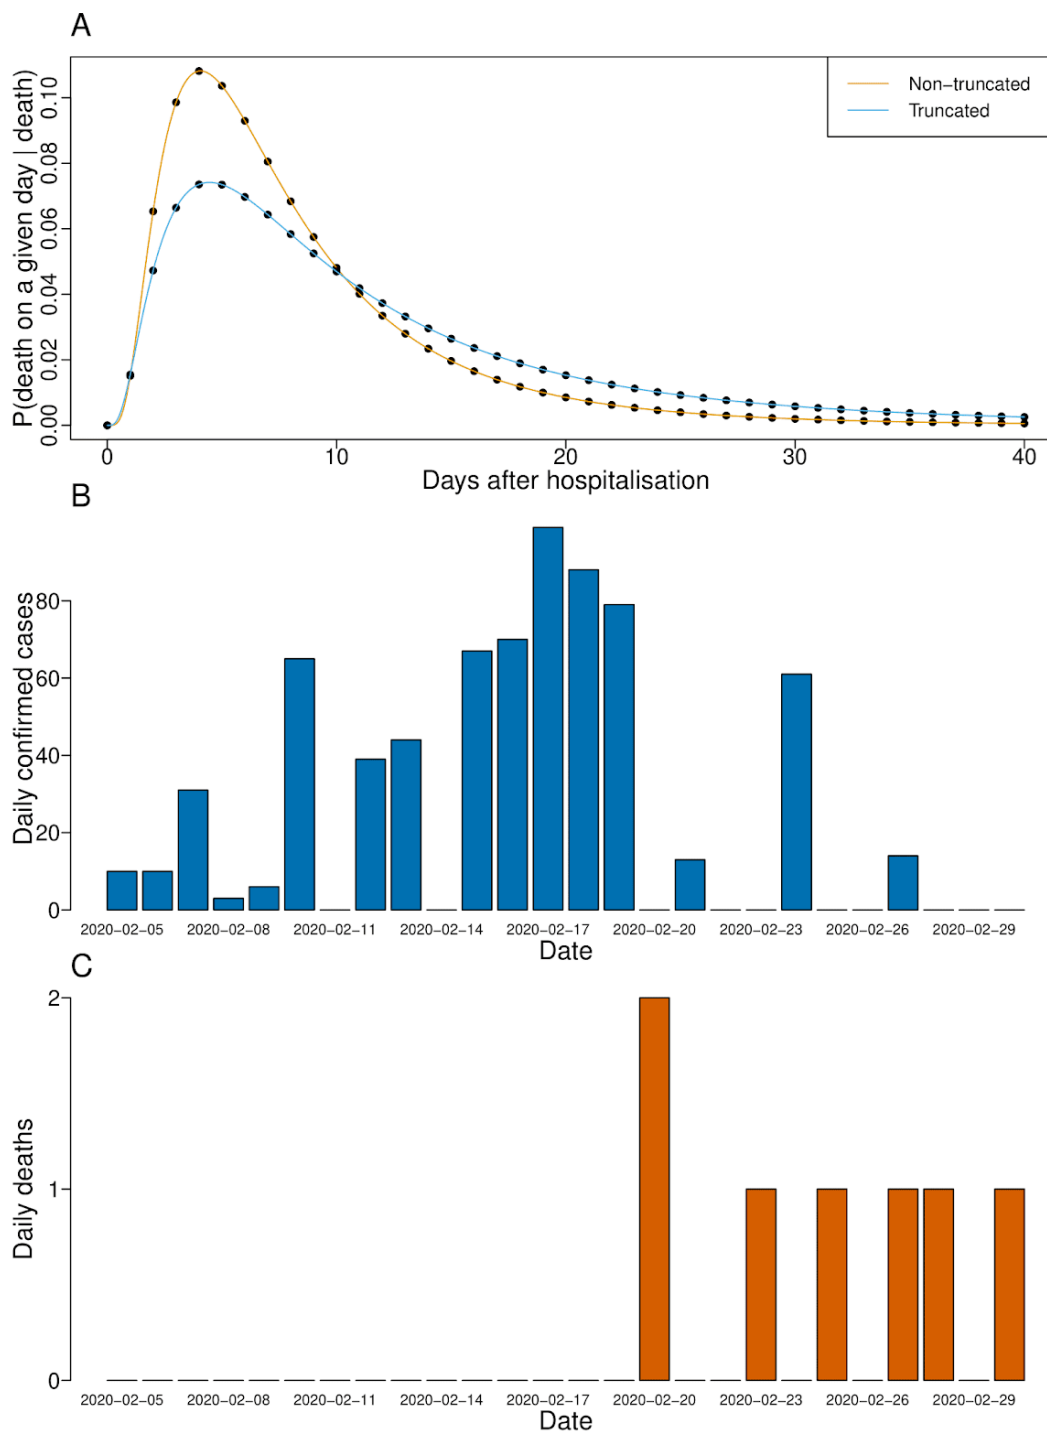 A
P(death on a given day | death)
0.10
0.08
0.06
0.04
0.02
0.00
Non−truncated
Truncated
0 10 20 30 40
Days after hospitalisation
B
Daily confirmed cases
80
60
40
20
0
2020−02−05 2020−02−08 2020−02−11 2020−02−14 2020−02−17 2020−02−20 2020−02−23 2020−02−26 2020−02−29
Date
C
Daily deaths
2
1
0
2020−02−05 2020−02−08 2020−02−11 2020−02−14 2020−02−17 2020−02−20 2020−02−23 2020−02−26 2020−02−29
Date